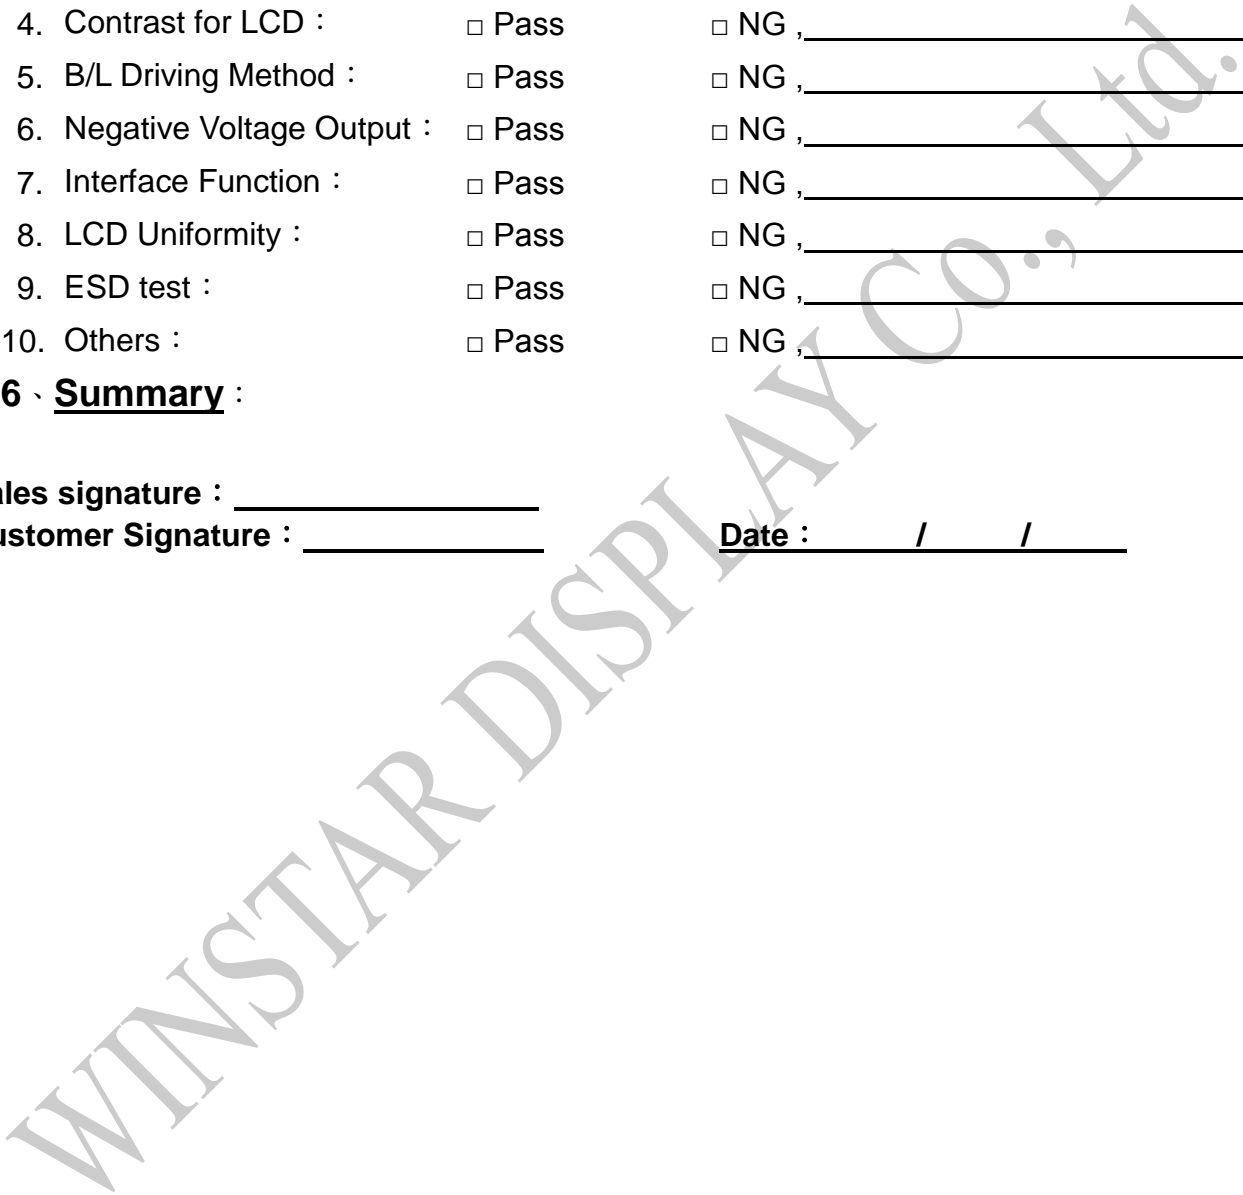 4. Contrast for LCD： □ Pass □ NG ,
5. B/L Driving Method： □ Pass □ NG ,
6. Negative Voltage Output： □ Pass □ NG ,
7. Interface Function： □ Pass □ NG ,
8. LCD Uniformity： □ Pass □ NG ,
9. ESD test： □ Pass □ NG ,
10. Others： □ Pass □ NG ,
6、Summary：
ales signature：
ustomer Signature： Date： / /
WINSTAR DISPLAY Co., Ltd.